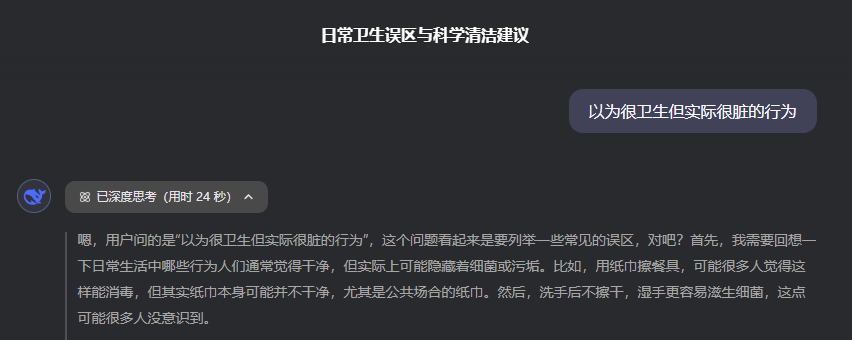 日常卫生误区与科学清洁建议
以为很卫生但实际很脏的行为
已深度思考（用时 24 秒）
嗯，用户问的是“以为很卫生但实际很脏的行为”，这个问题看起来是要列举一些常见的误区，对吧？首先，我需要回想一
下日常生活中哪些行为人们通常觉得干净，但实际上可能隐藏着细菌或污垢。比如，用纸巾擦餐具，可能很多人觉得这
样能消毒，但其实纸巾本身可能并不干净，尤其是公共场合的纸巾。然后，洗手后不擦干，湿手更容易滋生细菌，这点
可能很多人没意识到。